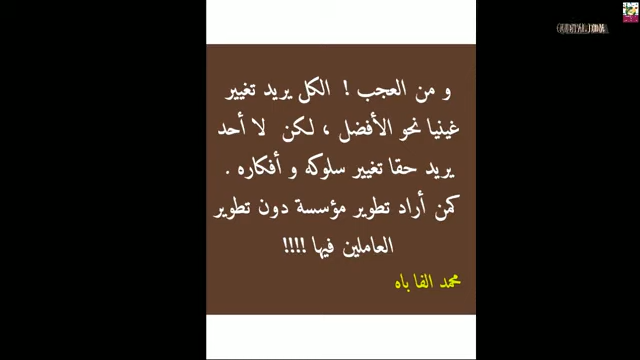 و من العجب ! الكل يريد تغيير
غينيا نحو الأفضل ، لكن لا أحد
يريد حقا تغيير سلوكه و أفكاره .
كمن أراد تطوير مؤسسة دون تطوير
العاملين فيها !!!!
محمد الفا باه